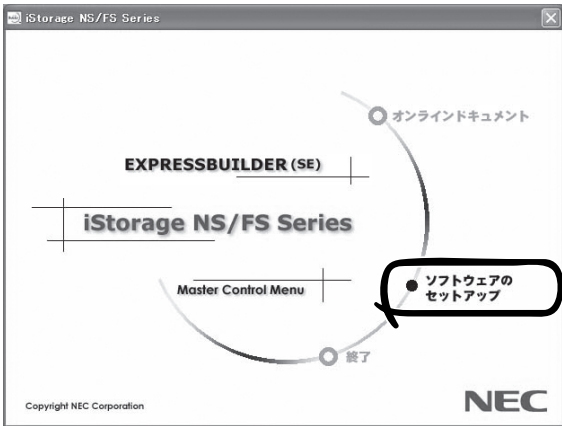 iStorage NS/FS Series
オンラインドキュメント
EXPRESSBUILDER (SE)
iStorage NS/FS Series
ソフトウェアの
セットアップ
Master Control Menu
終了
Copyright NEC Corporation
NEC